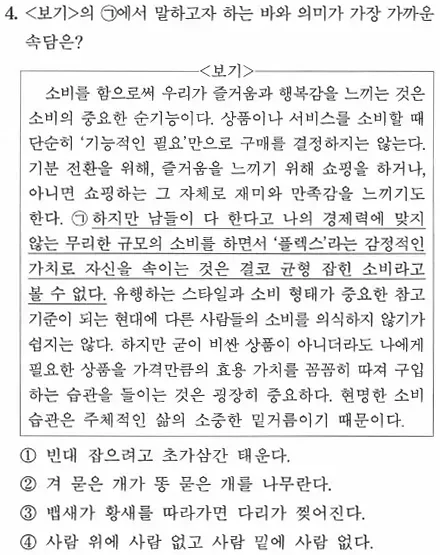 4. <보기>의 ㉠에서 말하고자 하는 바와 의미가 가장 가까운
속담은?
<보기>
소비를 함으로써 우리가 즐거움과 행복감을 느끼는 것은
소비의 중요한 순기능이다. 상품이나 서비스를 소비할 때
단순히 '기능적인 필요'만으로 구매를 결정하지는 않는다.
기분 전환을 위해, 즐거움을 느끼기 위해 쇼핑을 하거나,
아니면 쇼핑하는 그 자체로 재미와 만족감을 느끼기도
한다. ㉠ 하지만 남들이 다 한다고 나의 경제력에 맞지
않는 무리한 규모의 소비를 하면서 '플렉스'라는 감정적인
가치로 자신을 속이는 것은 결코 균형 잡힌 소비라고
볼 수 없다. 유행하는 스타일과 소비 형태가 중요한 참고
기준이 되는 현대에 다른 사람들의 소비를 의식하지 않기가
쉽지는 않다. 하지만 굳이 비싼 상품이 아니더라도 나에게
필요한 상품을 가격만큼의 효용 가치를 꼼꼼히 따져 구입
하는 습관을 들이는 것은 굉장히 중요하다. 현명한 소비
습관은 주체적인 삶의 소중한 밑거름이기 때문이다.
① 빈대 잡으려고 초가삼간 태운다.
② 겨 묻은 개가 똥 묻은 개를 나무란다.
③ 뱁새가 황새를 따라가면 다리가 찢어진다.
④ 사람 위에 사람 없고 사람 밑에 사람 없다.